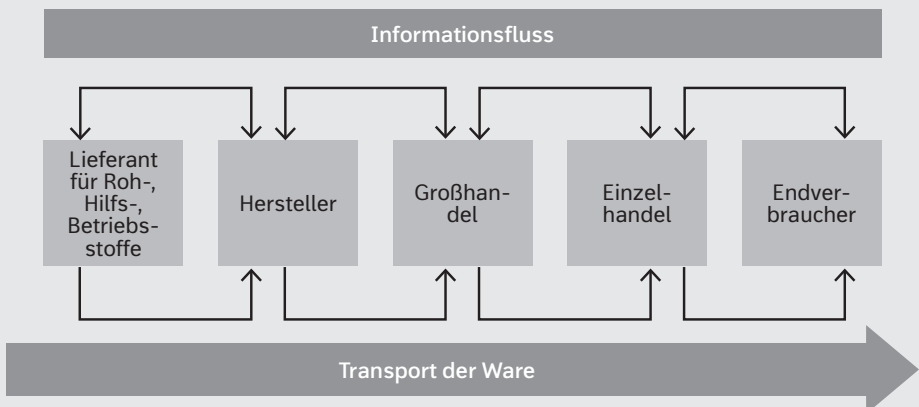 Informationsfluss
Lieferant
für Roh-,
Hilfs-,
Betriebs-
stoffe
Hersteller
Großhan-
del
Einzel-
handel
Endver-
braucher
Transport der Ware